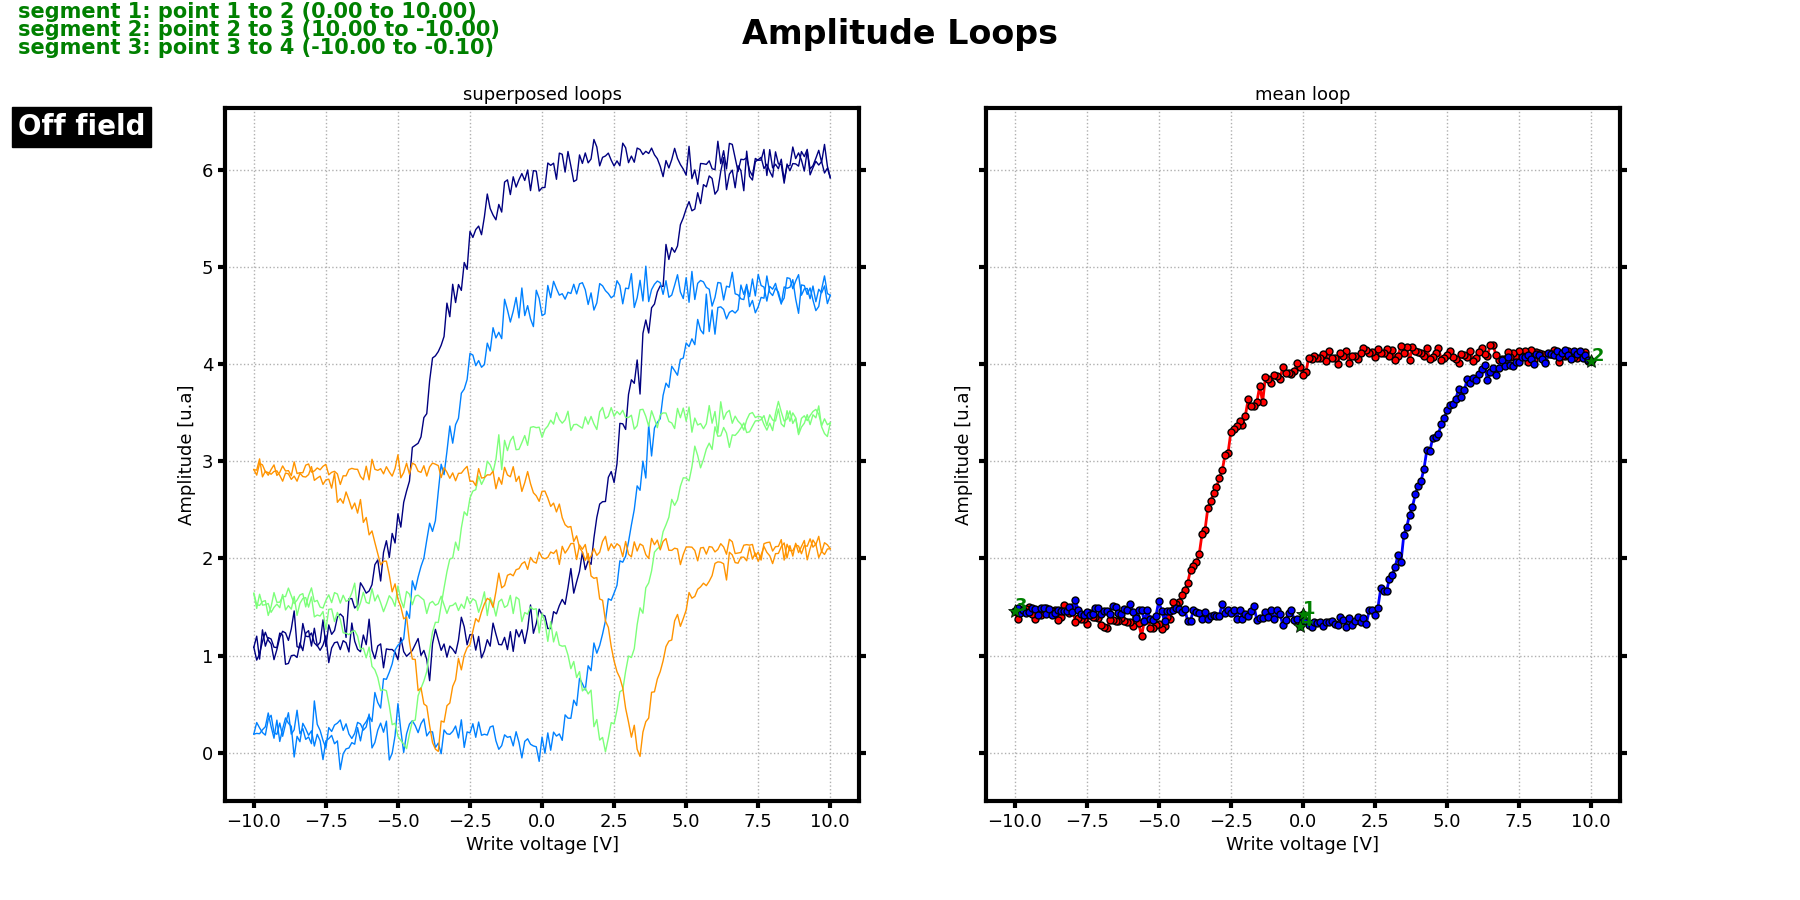 segment 1: point 1 to 2 (0.00 to 10.00)
segment 2: point 2 to 3 (10.00 to -10.00)
segment 3: point 3 to 4 (-10.00 to -0.10)
Amplitude Loops
Off field
superposed loops
mean loop
6
5
4
3
2
1
0
Amplitude [u.a]
Amplitude [u.a]
−10.0 −7.5 −5.0 −2.5 0.0 2.5 5.0 7.5 10.0
−10.0 −7.5 −5.0 −2.5 0.0 2.5 5.0 7.5 10.0
Write voltage [V]
Write voltage [V]
2
3
1
4